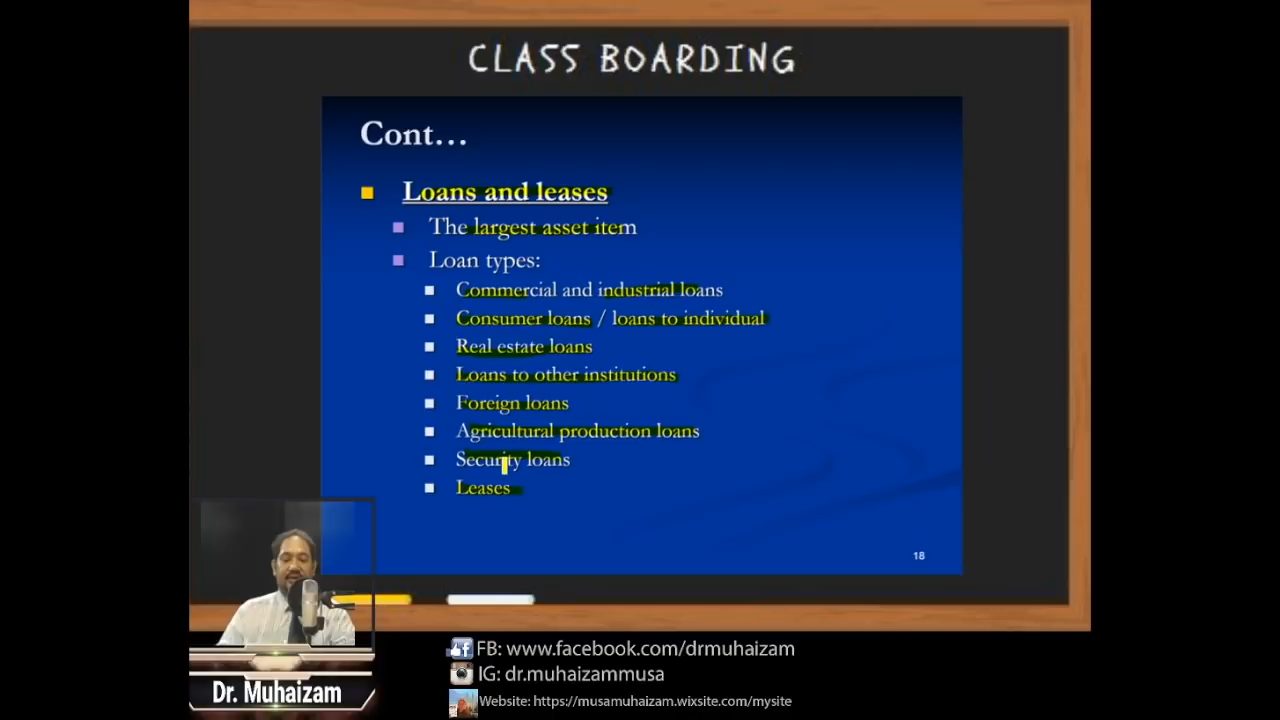 CLASS BOARDING
Cont...
Loans and leases
The largest asset item
Loan types:
Commercial and industrial loans
Consumer loans / loans to individual
Real estate loans
Loans to other institutions
Foreign loans
Agricultural production loans
Security loans
Leases
18
Dr. Muhaizam
FB: www.facebook.com/drmuhaizam
IG: dr.muhaizammusa
Website: https://musamuhaizam.wixsite.com/mysite